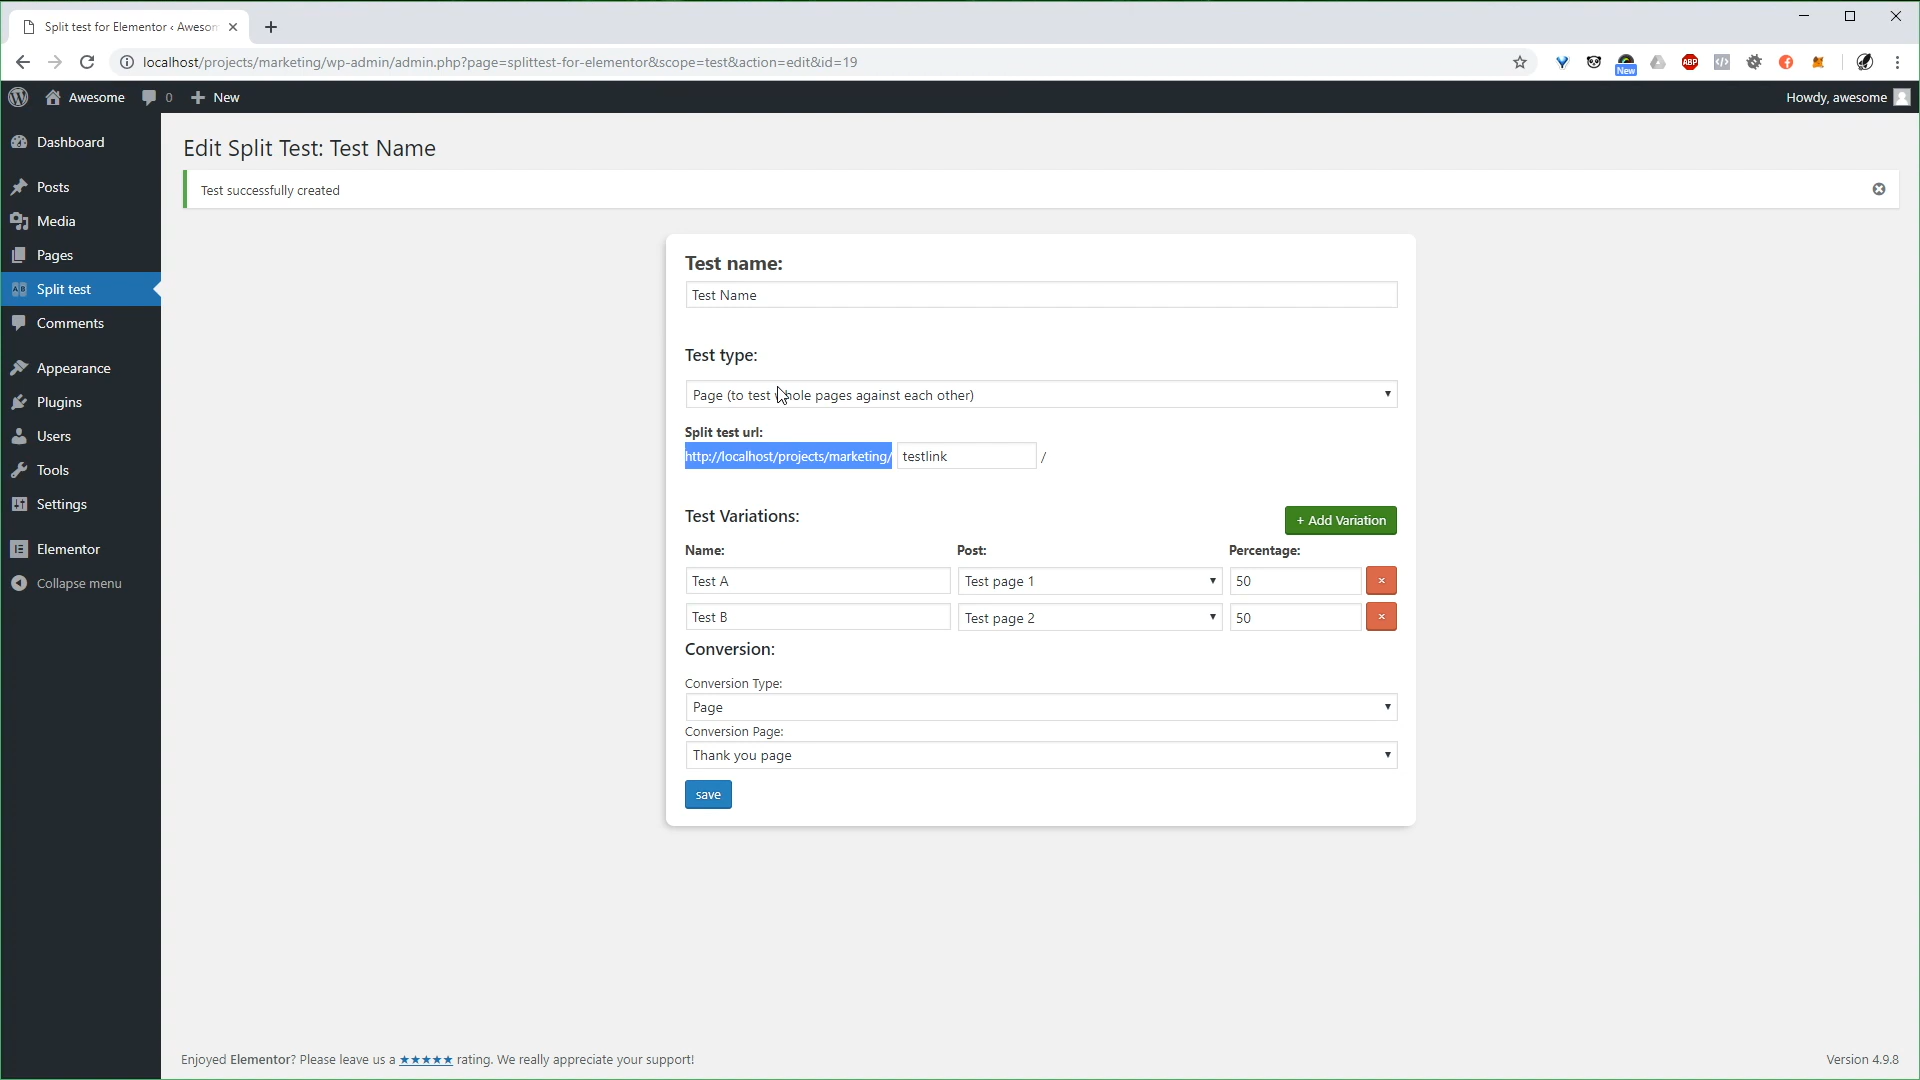 Split test for Elementor ‹ Aweson
localhost/projects/marketing/wp-admin/admin.php?page=splittest-for-elementor&scope=test&action=edit&id=19
New
ABP
Awesome
0
New
Howdy, awesome
Dashboard
Posts
Media
Pages
Split test
Comments
Appearance
Plugins
Users
Tools
Settings
Elementor
Collapse menu
Edit Split Test: Test Name
Test successfully created
Test name:
Test Name
Test type:
Page (to test whole pages against each other)
Split test url:
http://localhost/projects/marketing/ testlink /
Test Variations:
+ Add Variation
Name: Post: Percentage:
Test A Test page 1 50 ×
Test B Test page 2 50 ×
Conversion:
Conversion Type:
Page
Conversion Page:
Thank you page
save
Enjoyed Elementor? Please leave us a ★★★★★ rating. We really appreciate your support!
Version 4.9.8